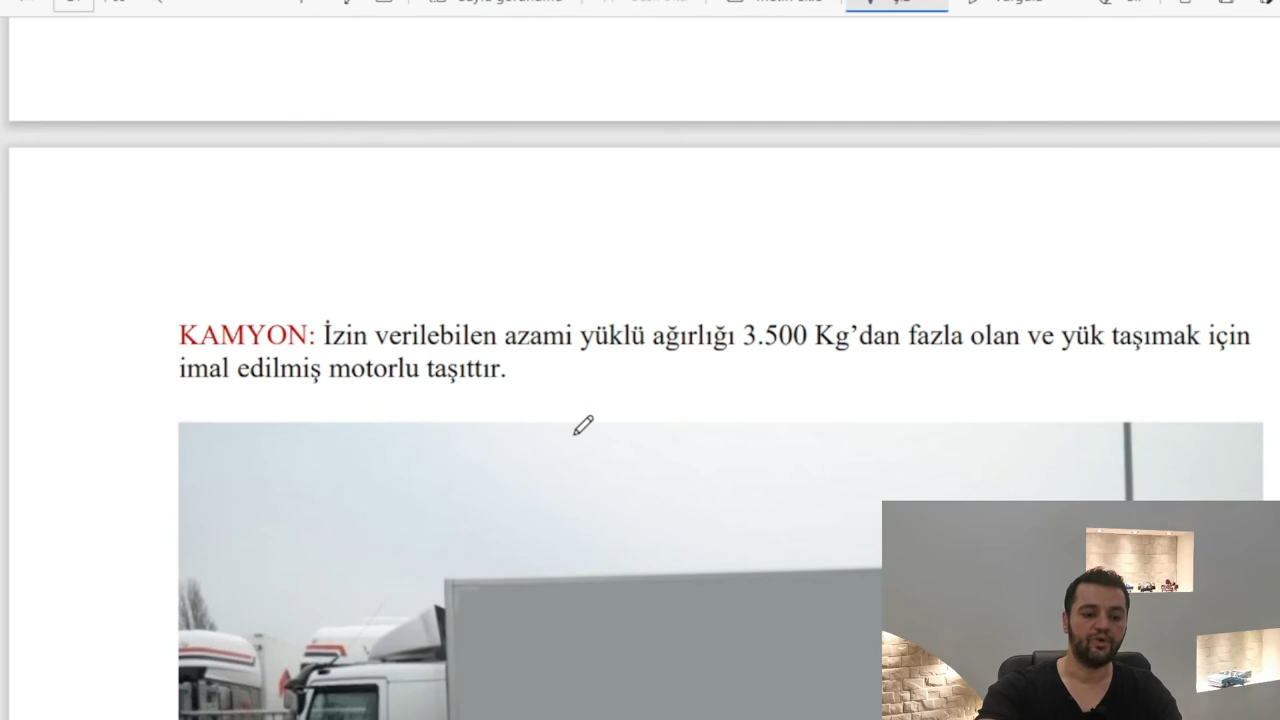 KAMYON: İzin verilebilen azami yüklü ağırlığı 3.500 Kg’dan fazla olan ve yük taşımak için
imal edilmiş motorlu taşıttır.